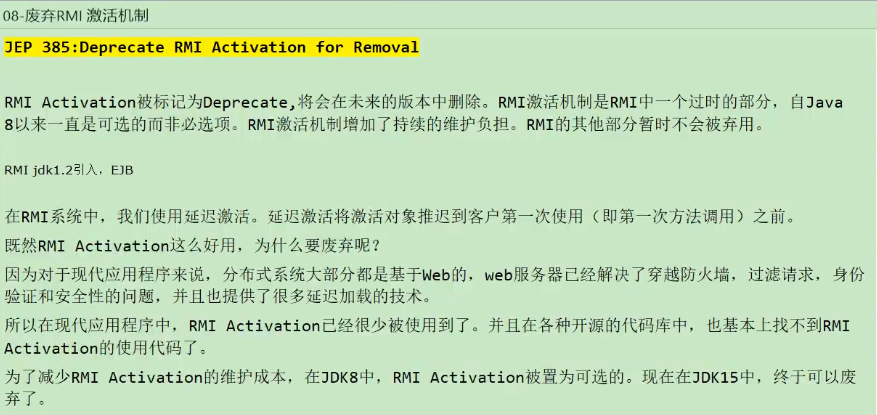 08-废弃RMI 激活机制
JEP 385:Deprecate RMI Activation for Removal
RMI Activation被标记为Deprecate,将会在未来的版本中删除。RMI激活机制是RMI中一个过时的部分，自Java
8以来一直是可选的而非必选项。RMI激活机制增加了持续的维护负担。RMI的其他部分暂时不会被弃用。
RMI jdk1.2引入，EJB
在RMI系统中，我们使用延迟激活。延迟激活将激活对象推迟到客户第一次使用（即第一次方法调用）之前。
既然RMI Activation这么好用，为什么要废弃呢？
因为对于现代应用程序来说，分布式系统大部分都是基于Web的，web服务器已经解决了穿越防火墙，过滤请求，身份
验证和安全性的问题，并且也提供了很多延迟加载的技术。
所以在现代应用程序中，RMI Activation已经很少被使用到了。并且在各种开源的代码库中，也基本上找不到RMI
Activation的使用代码了。
为了减少RMI Activation的维护成本，在JDK8中，RMI Activation被置为可选的。现在在JDK15中，终于可以废
弃了。